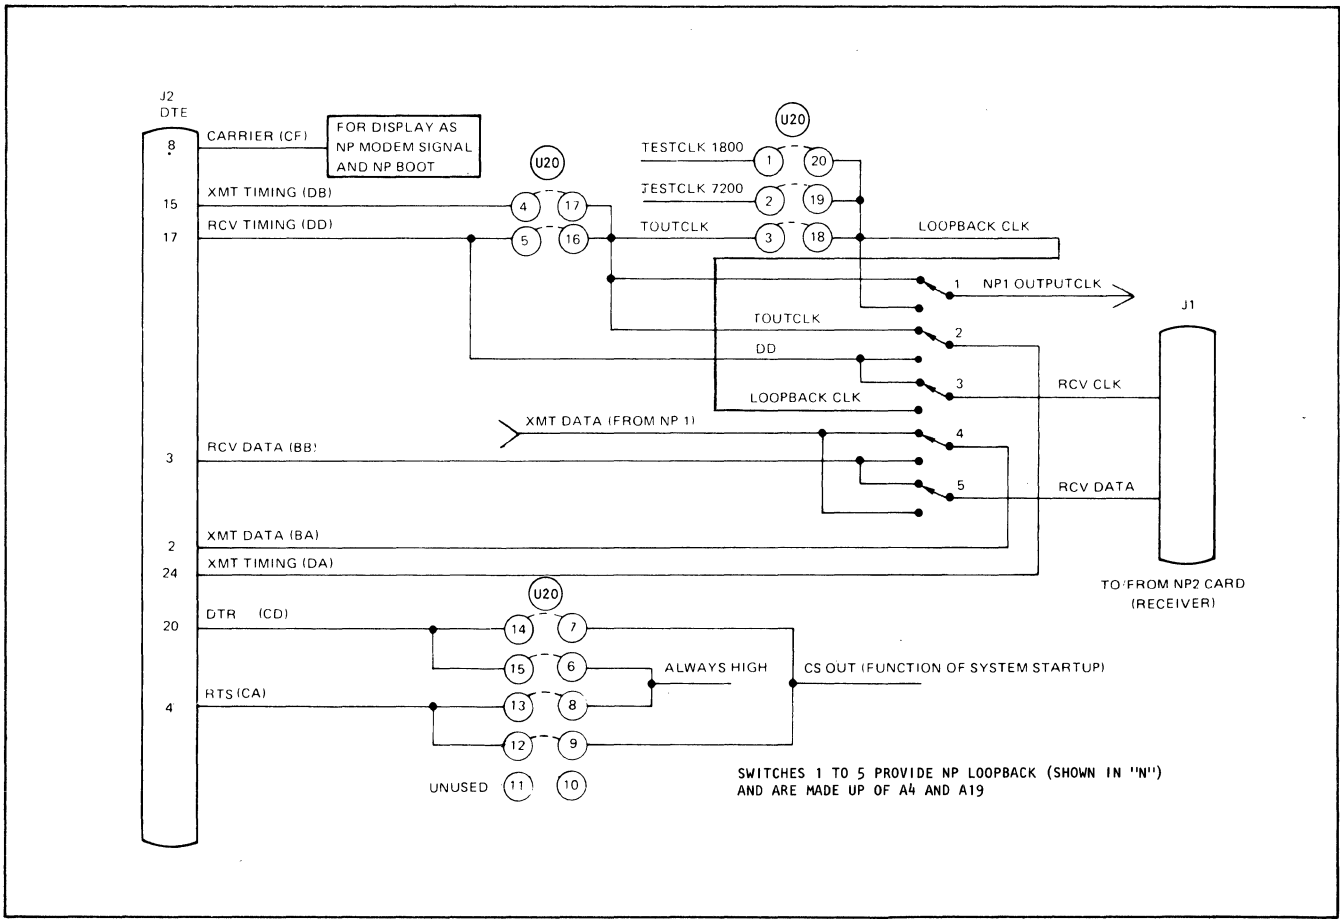 J2
DTE
8
CARRIER (CF)
FOR DISPLAY AS
NP MODEM SIGNAL
AND NP BOOT
15
XMT TIMING (DB)
17
RCV TIMING (DD)
U20
4
17
5
16
U20
TESTCLK 1800
1
20
TESTCLK 7200
2
19
TOUTCLK
3
18
LOOPBACK CLK
1
NP1 OUTPUTCLK
TOUTCLK
2
DD
3
RCV CLK
LOOPBACK CLK
J1
XMT DATA (FROM NP 1)
4
3
RCV DATA (BB)
5
RCV DATA
2
XMT DATA (BA)
24
XMT TIMING (DA)
TO/FROM NP2 CARD
(RECEIVER)
U20
20
DTR (CD)
14
7
15
6
ALWAYS HIGH
CS OUT (FUNCTION OF SYSTEM STARTUP)
4
RTS (CA)
13
8
12
9
UNUSED
11
10
SWITCHES 1 TO 5 PROVIDE NP LOOPBACK (SHOWN IN "N")
AND ARE MADE UP OF A4 AND A19